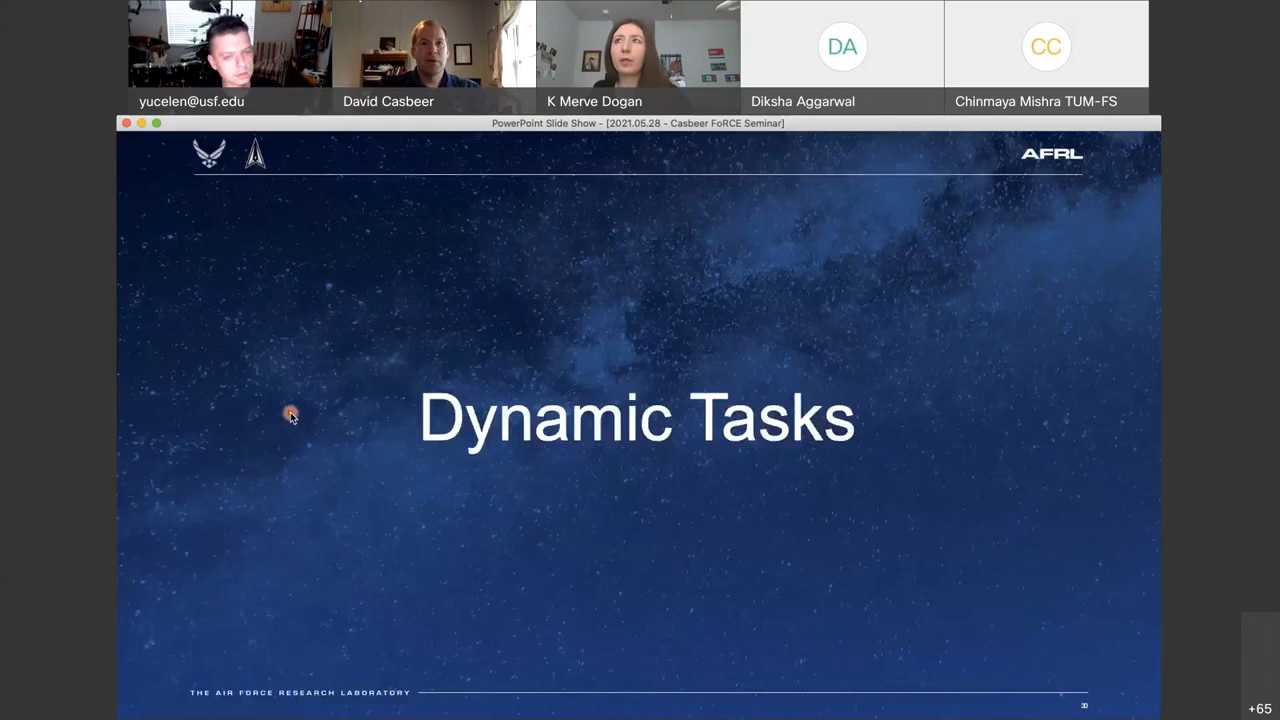 DA
CC
yucelen@usf.edu
David Casbeer
K Merve Dogan
Diksha Aggarwal
Chinmaya Mishra TUM-FS
PowerPoint Slide Show - [2021.05.28 - Casbeer FoRCE Seminar]
AFRL
Dynamic Tasks
THE AIR FORCE RESEARCH LABORATORY
30
+65